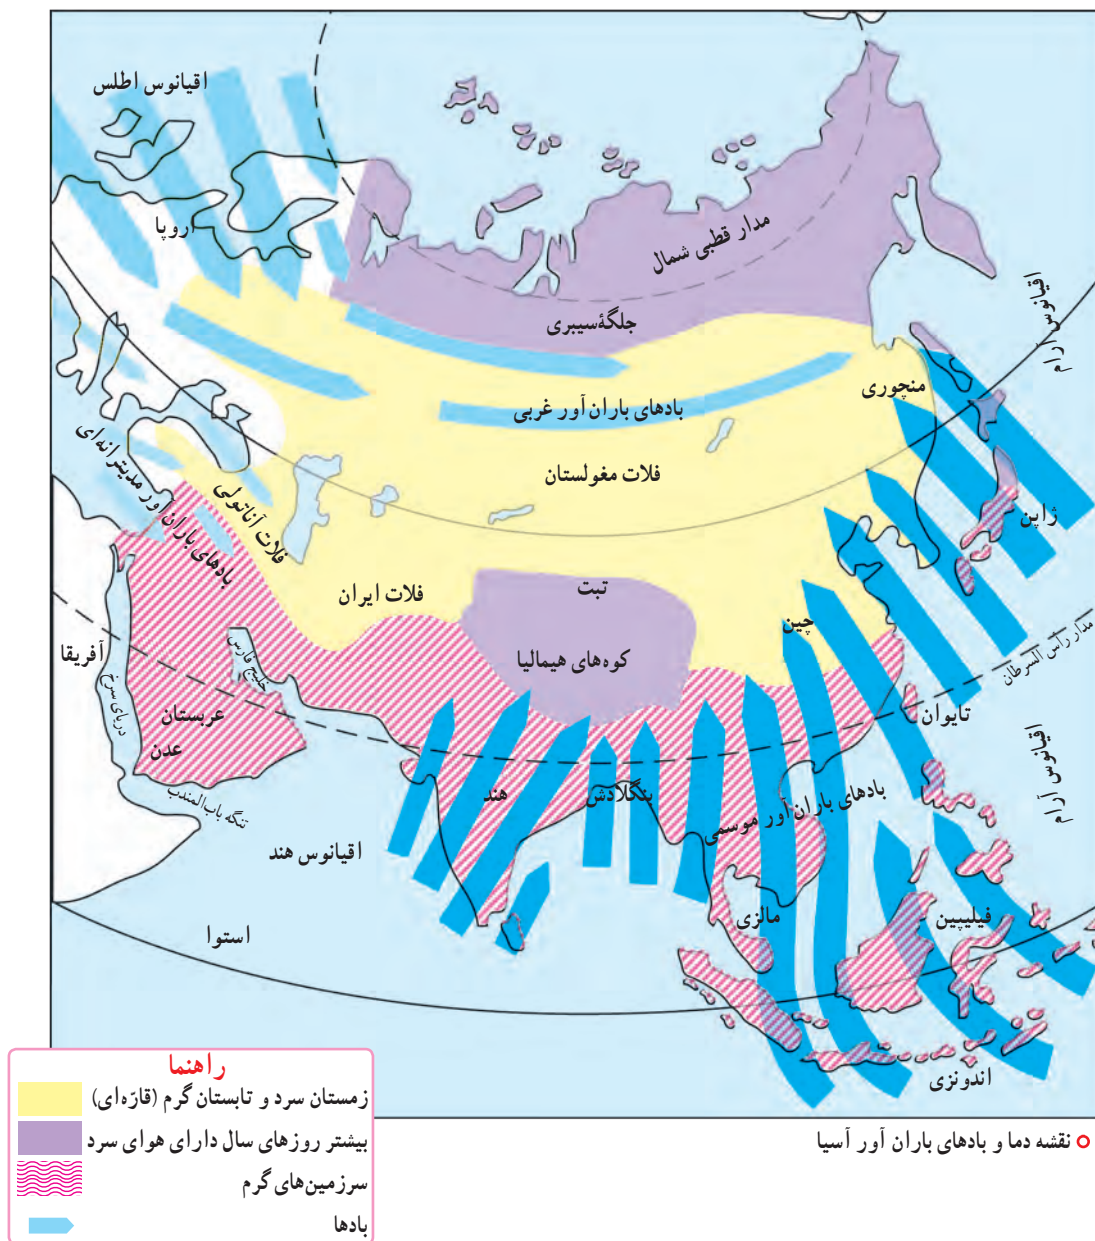 اقیانوس اطلس
اروپا
مدار قطبی شمال
اقیانوس آرام
جلگهٔ سیبری
منچوری
بادهای باران آور غربی
فلات مغولستان
بادهای باران آور مدیترانه‌ای
فلات آناتولی
ژاپن
فلات ایران
تبت
چین
مدار رأس السرطان
آفریقا
کوه‌های هیمالیا
خلیج فارس
دریای سرخ
عربستان
عدن
تایوان
اقیانوس آرام
تنگه باب‌المندب
هند
بنگلادش
بادهای باران آور موسمی
اقیانوس هند
مالزی
فیلیپین
استوا
اندونزی
راهنما
زمستان سرد و تابستان گرم (قارّه‌ای)
بیشتر روزهای سال دارای هوای سرد
سرزمین‌های گرم
بادها
نقشه دما و بادهای باران آور آسیا